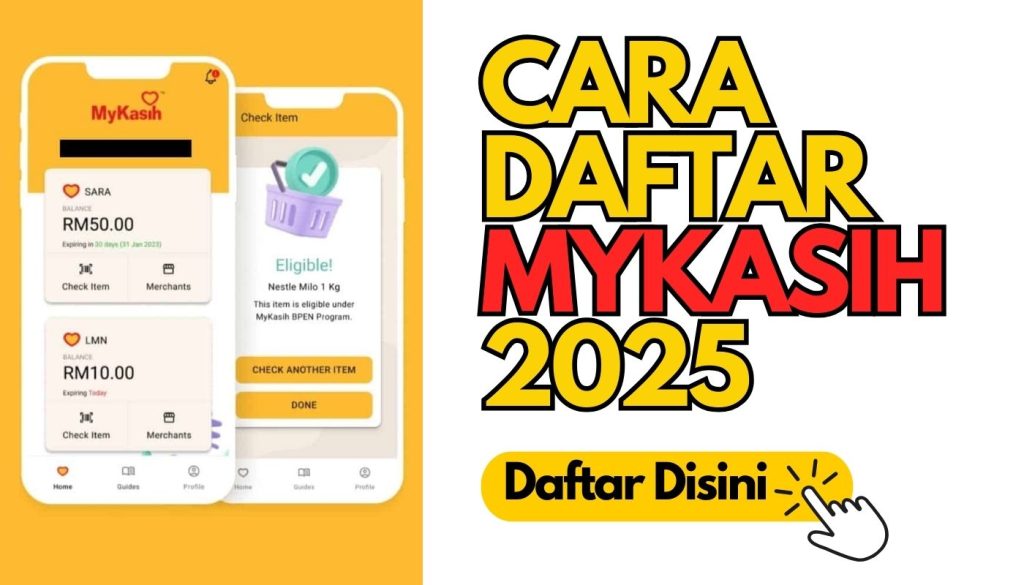 MyKasih™
SARA
BALANCE
RM50.00
Expiring in 30 days (31 Jan 2023)
Check Item
Merchants
LMN
BALANCE
RM10.00
Expiring Today
Check Item
Merchants
Home
Guides
Profile
Check Item
Eligible!
Nestle Milo 1 Kg
This item is eligible under
MyKasih BPEN Program.
CHECK ANOTHER ITEM
DONE
Home
Guides
Profile
CARA
DAFTAR
MYKASIH
2025
Daftar Disini